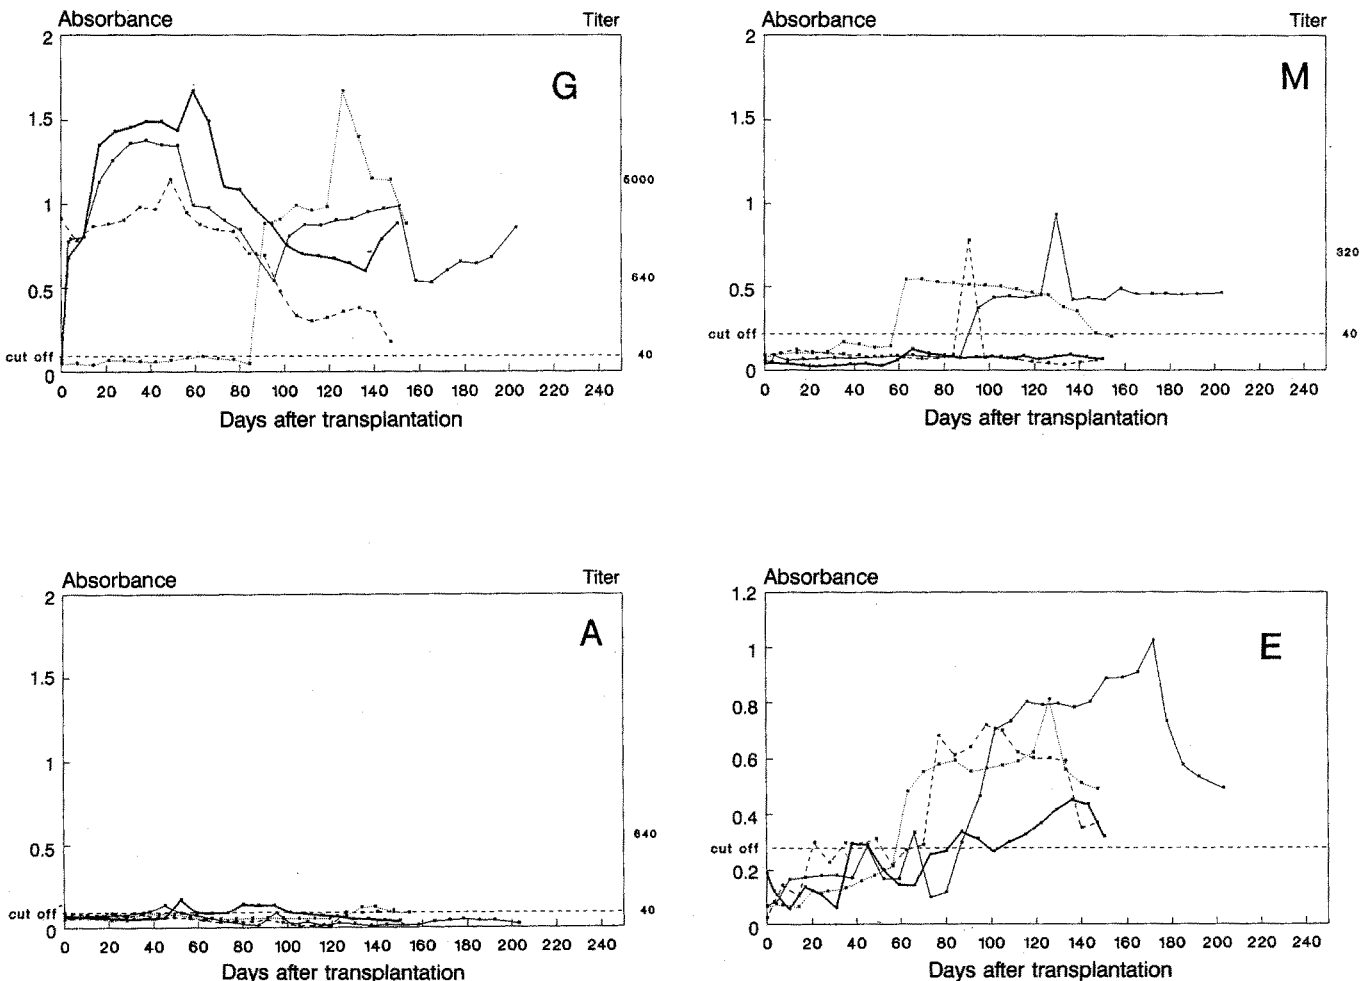 Absorbance Titer
2
G
1.5
5000
1
640
0.5
cut off 40
0
0 20 40 60 80 100 120 140 160 180 200 220 240
Days after transplantation
Absorbance Titer
2
M
1.5
1
320
0.5
cut off 40
0
0 20 40 60 80 100 120 140 160 180 200 220 240
Days after transplantation
Absorbance Titer
2
A
1.5
1
640
0.5
cut off 40
0
0 20 40 60 80 100 120 140 160 180 200 220 240
Days after transplantation
Absorbance
1.2
E
1
0.8
0.6
0.4
cut off
0.2
0
0 20 40 60 80 100 120 140 160 180 200 220 240
Days after transplantation